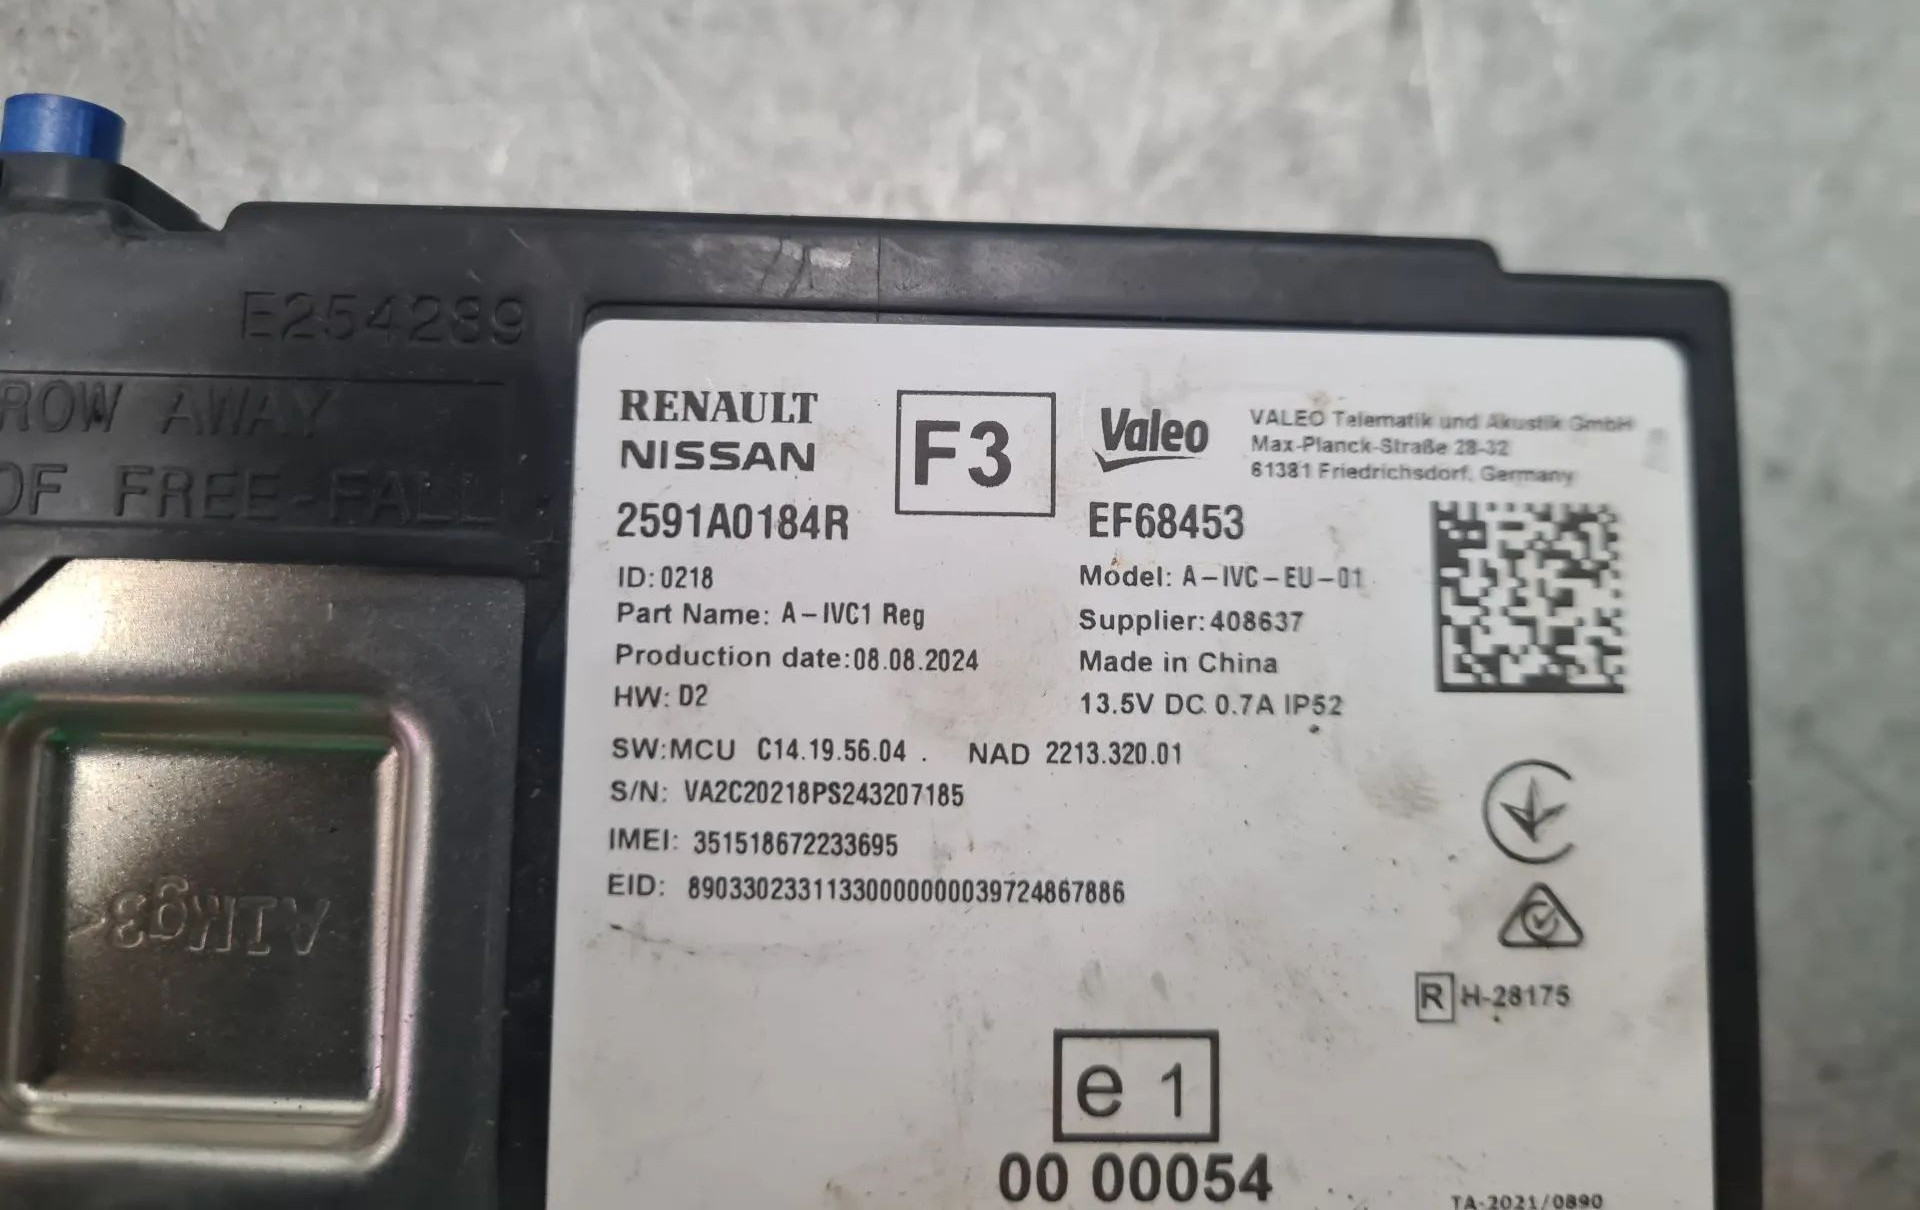 E254289
ROW AWAY
OF FREE-FALL
RENAULT
NISSAN
F3
Valeo
VALEO Telematik und Akustik GmbH
Max-Planck-Straße 28-32
61381 Friedrichsdorf, Germany
2591A0184R
EF68453
ID:0218
Model: A-IVC-EU-01
Part Name: A-IVC1 Reg
Supplier:408637
Production date:08.08.2024
Made in China
HW: D2
13.5V DC 0.7A IP52
SW:MCU C14.19.56.04 . NAD 2213.320.01
S/N: VA2C20218PS243207185
IMEI: 351518672233695
EID: 89033023311330000000039724867886
R H-28175
e 1
00 00054
TA-2021/0890